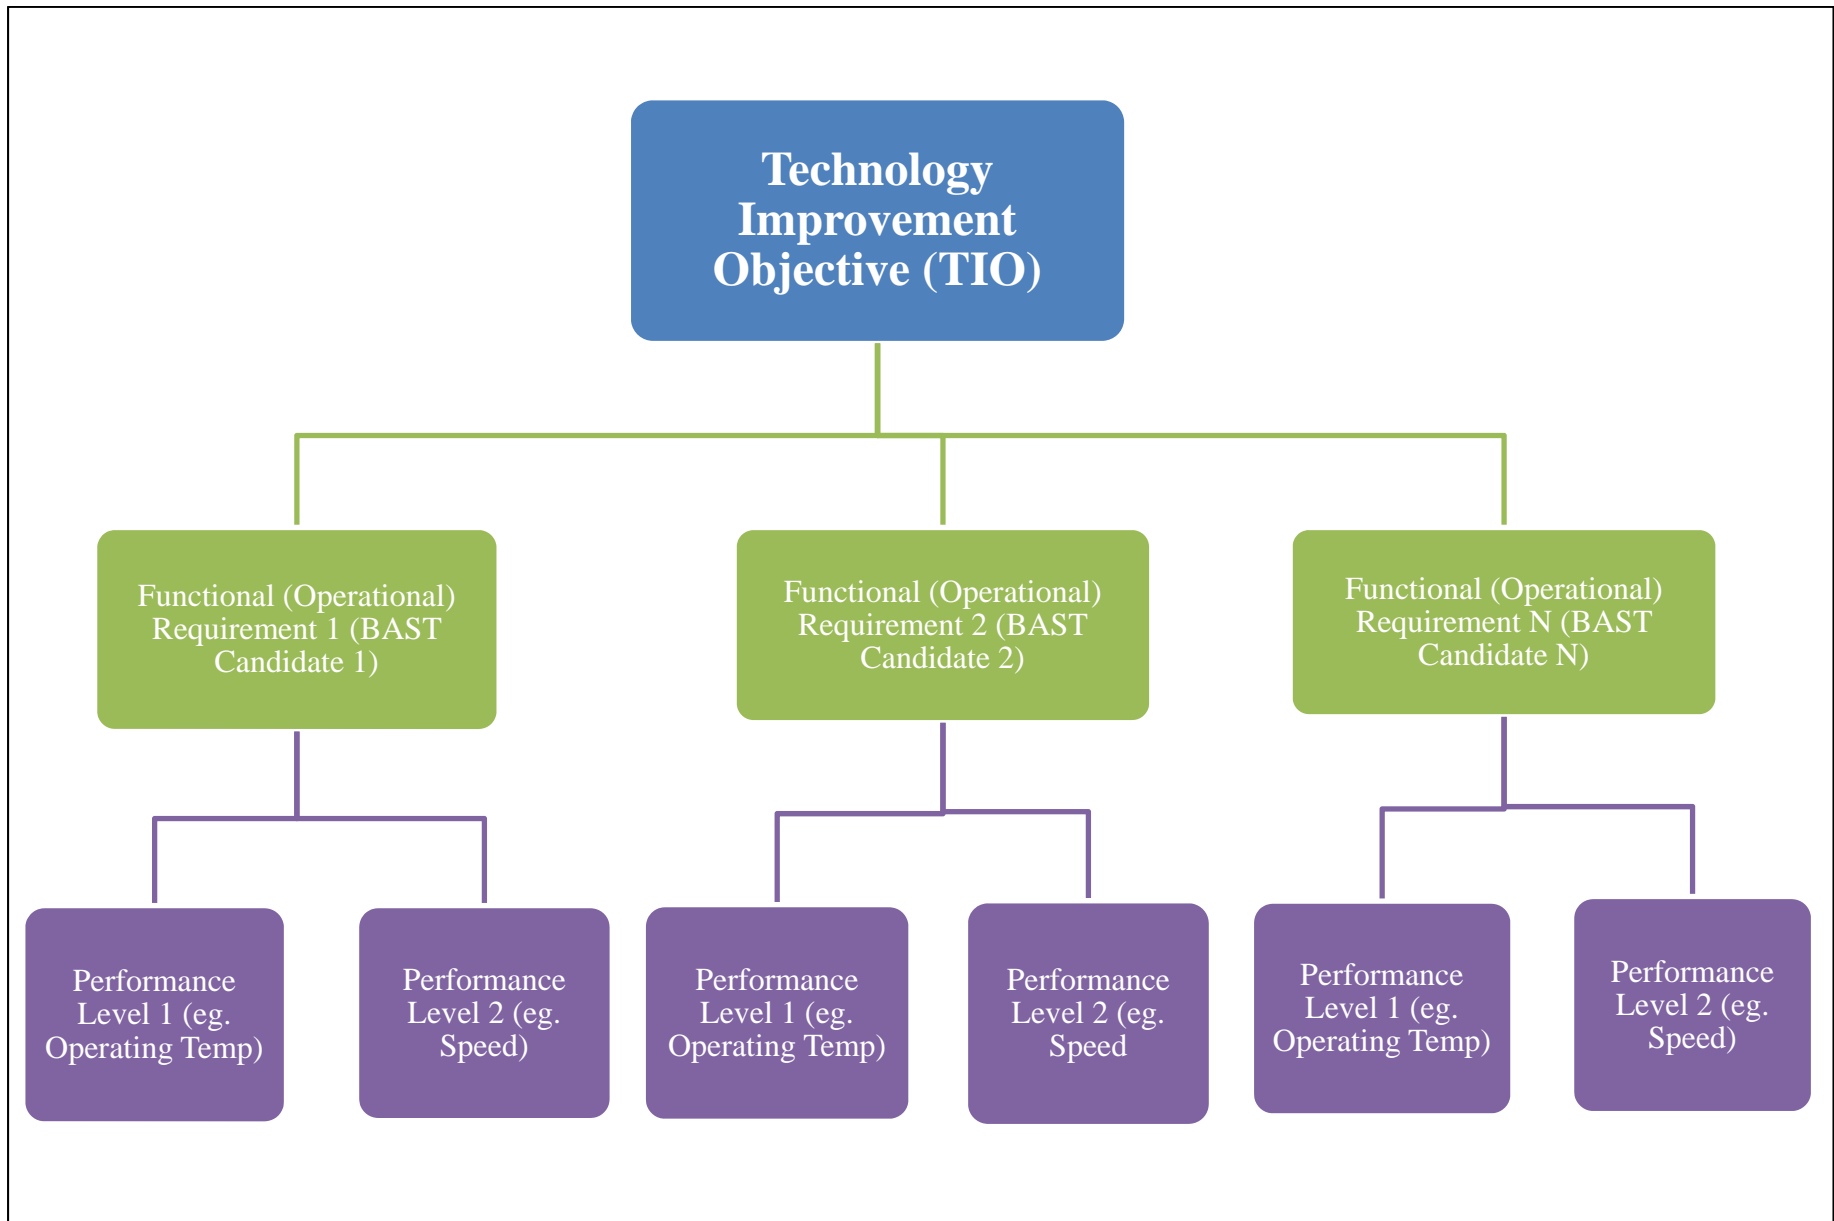 Technology
Improvement
Objective (TIO)
Functional (Operational)
Requirement 1 (BAST
Candidate 1)
Functional (Operational)
Requirement 2 (BAST
Candidate 2)
Functional (Operational)
Requirement N (BAST
Candidate N)
Performance
Level 1 (eg.
Operating Temp)
Performance
Level 2 (eg.
Speed)
Performance
Level 1 (eg.
Operating Temp)
Performance
Level 2 (eg.
Speed
Performance
Level 1 (eg.
Operating Temp)
Performance
Level 2 (eg.
Speed)